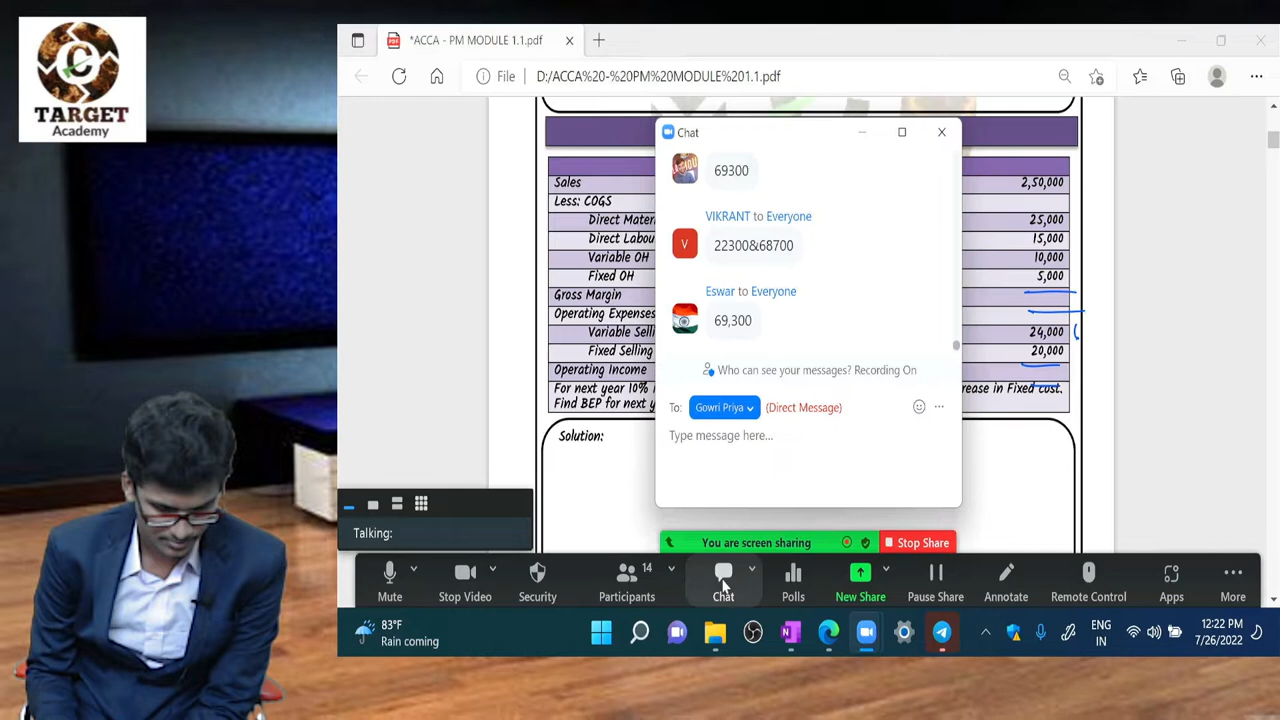 C
TARGET
Academy
*ACCA - PM MODULE 1.1.pdf
File
D:/ACCA%20-%20PM%20MODULE%201.1.pdf
Sales 2,50,000
Less: COGS
Direct Mater 25,000
Direct Labou 15,000
Variable OH 10,000
Fixed OH 5,000
Gross Margin
Operating Expenses
Variable Selli 24,000
Fixed Selling 20,000
Operating Income
For next year 10% crease in Fixed cost.
Find BEP for next y
Solution:
Chat
69300
VIKRANT to Everyone
V
22300&68700
Eswar to Everyone
69,300
Who can see your messages? Recording On
To: Gowri Priya (Direct Message)
Type message here...
Talking:
You are screen sharing
Stop Share
14
Mute
Stop Video
Security
Participants
Chat
Polls
New Share
Pause Share
Annotate
Remote Control
Apps
More
83°F
Rain coming
ENG
IN
12:22 PM
7/26/2022